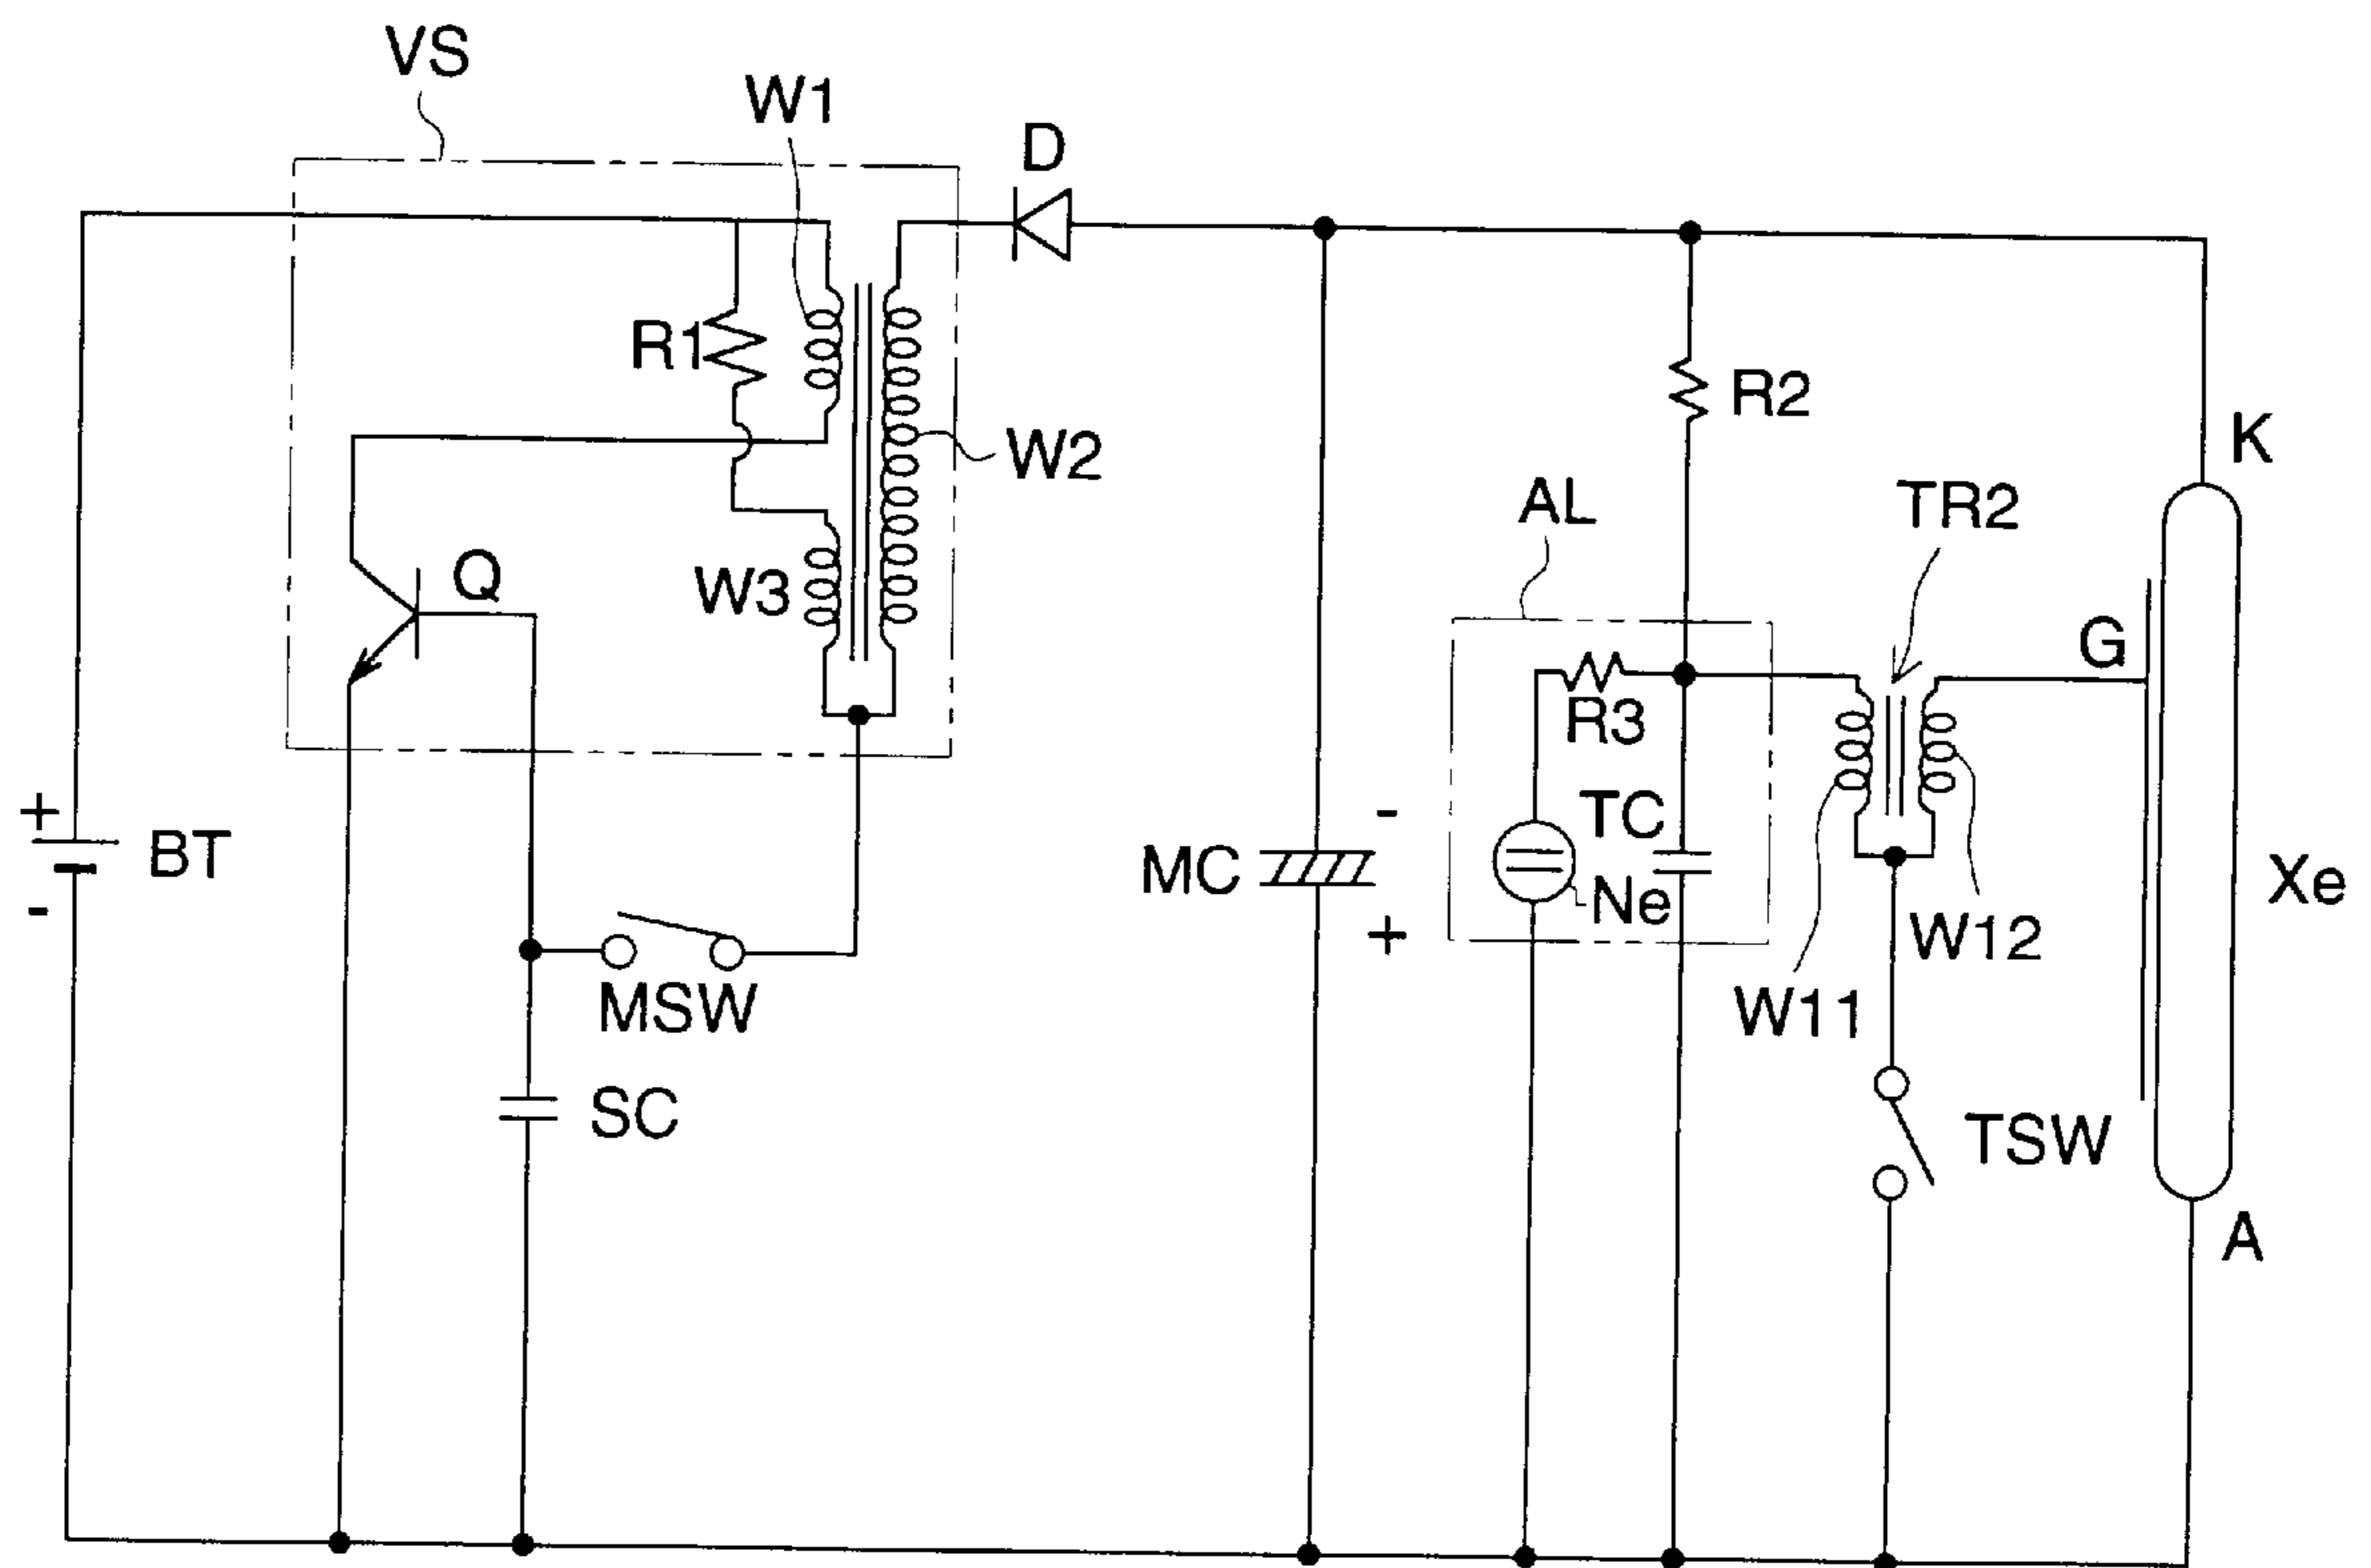 VS
W1
D
R1
W2
R2
K
AL
TR2
Q
W3
G
R3
+
BT
-
-
MC
+
TC
Ne
W12
Xe
W11
MSW
SC
TSW
A